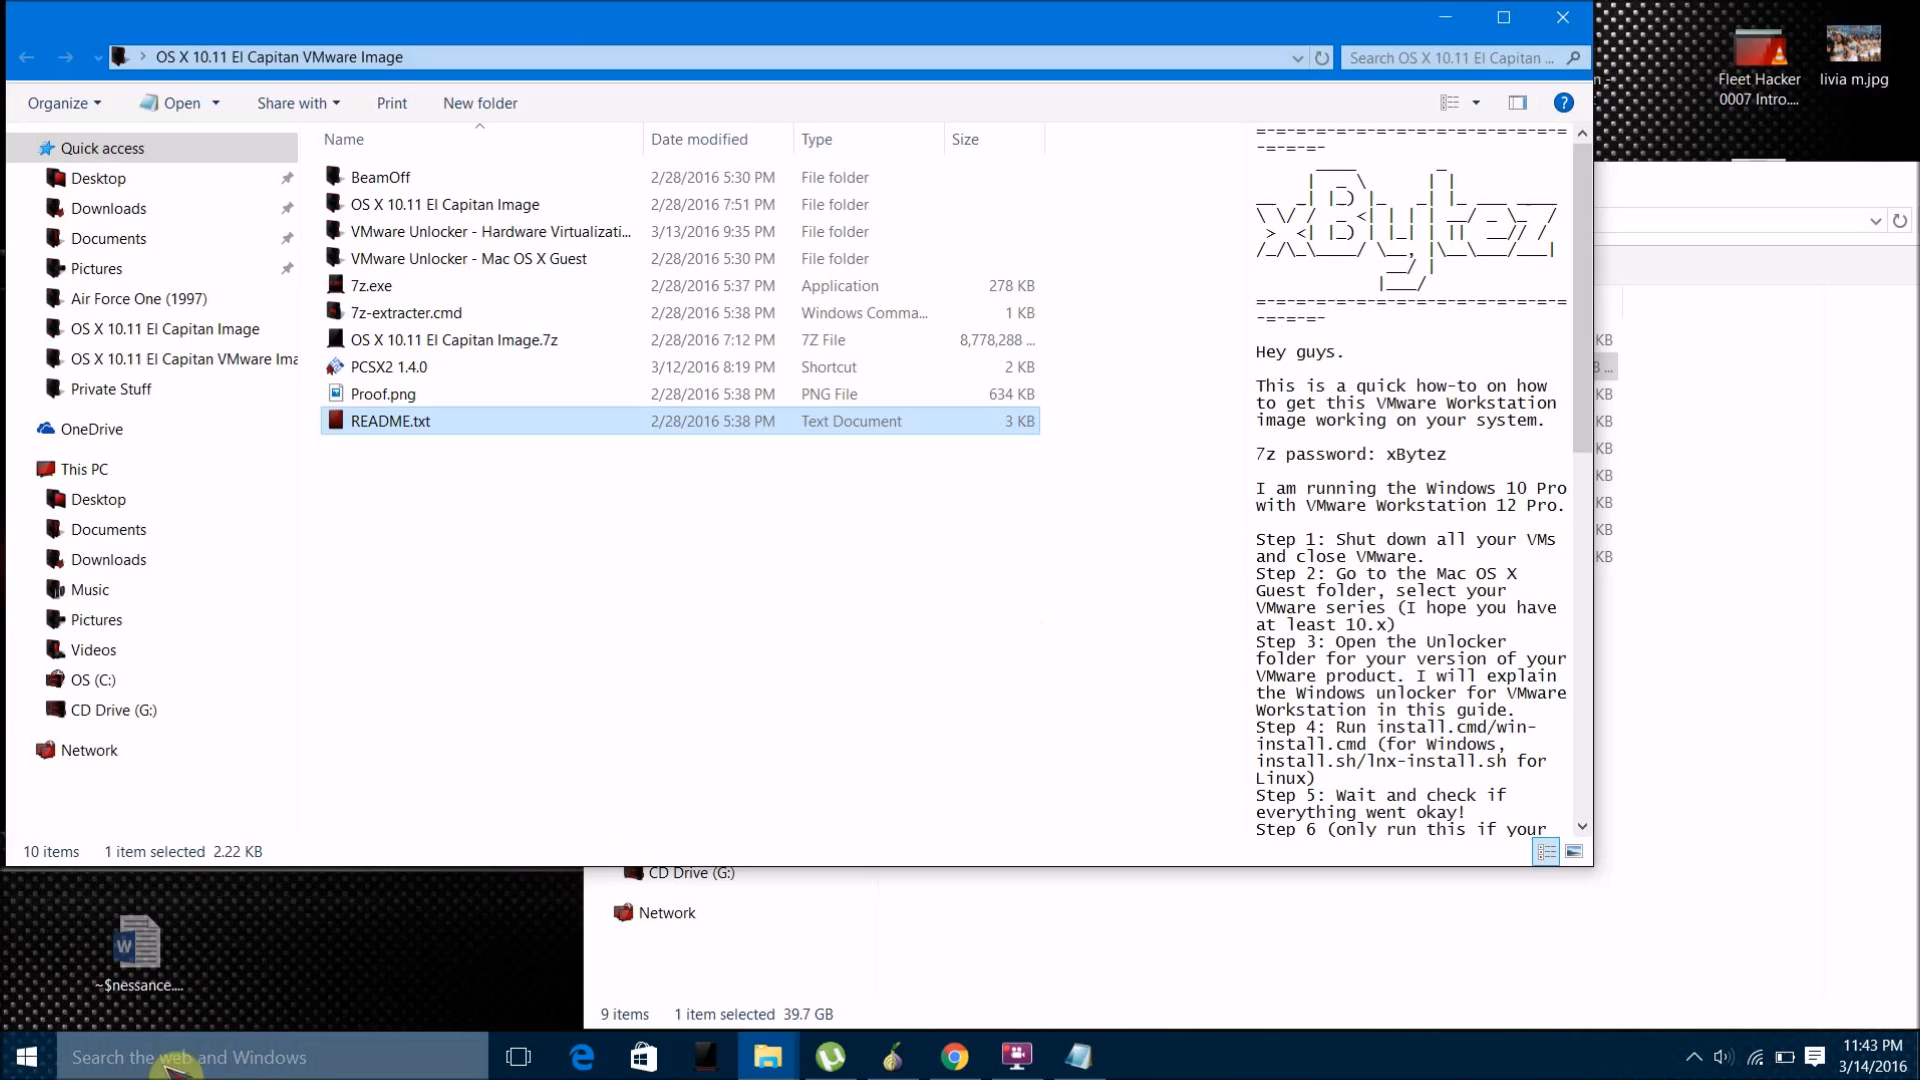 OS X 10.11 El Capitan VMware Image
Search OS X 10.11 El Capitan ...
Organize
Open
Share with
Print
New folder
Name
Date modified
Type
Size
Quick access
Desktop
Downloads
Documents
Pictures
Air Force One (1997)
OS X 10.11 El Capitan Image
OS X 10.11 El Capitan VMware Ima
Private Stuff
OneDrive
This PC
Desktop
Documents
Downloads
Music
Pictures
Videos
OS (C:)
CD Drive (G:)
Network
BeamOff 2/28/2016 5:30 PM File folder
OS X 10.11 El Capitan Image 2/28/2016 7:51 PM File folder
VMware Unlocker - Hardware Virtualizati... 3/13/2016 9:35 PM File folder
VMware Unlocker - Mac OS X Guest 2/28/2016 5:30 PM File folder
7z.exe 2/28/2016 5:37 PM Application 278 KB
7z-extracter.cmd 2/28/2016 5:38 PM Windows Comma... 1 KB
OS X 10.11 El Capitan Image.7z 2/28/2016 7:12 PM 7Z File 8,778,288 ...
PCSX2 1.4.0 3/12/2016 8:19 PM Shortcut 2 KB
Proof.png 2/28/2016 5:38 PM PNG File 634 KB
README.txt 2/28/2016 5:38 PM Text Document 3 KB
xBytez
Hey guys.
This is a quick how-to on how
to get this VMware Workstation
image working on your system.
7z password: xBytez
I am running the Windows 10 Pro
with VMware Workstation 12 Pro.
Step 1: Shut down all your VMs
and close VMware.
Step 2: Go to the Mac OS X
Guest folder, select your
VMware series (I hope you have
at least 10.x)
Step 3: Open the Unlocker
folder for your version of your
VMware product. I will explain
the Windows unlocker for VMware
Workstation in this guide.
Step 4: Run install.cmd/win-
install.cmd (for Windows,
install.sh/lnx-install.sh for
Linux)
Step 5: Wait and check if
everything went okay!
Step 6 (only run this if your
10 items 1 item selected 2.22 KB
Fleet Hacker
0007 Intro....
livia m.jpg
KB
KB
KB
KB
KB
KB
KB
KB
CD Drive (G:)
Network
9 items 1 item selected 39.7 GB
~$nessance....
Search the web and Windows
11:43 PM
3/14/2016